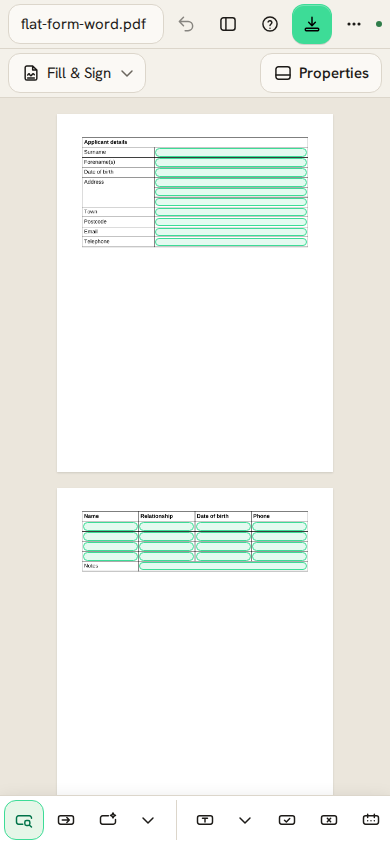 flat-form-word.pdf
Fill & Sign
Properties
Applicant details
Surname
Forename(s)
Date of birth
Address
Town
Postcode
Email
Telephone
Name Relationship Date of birth Phone
Notes